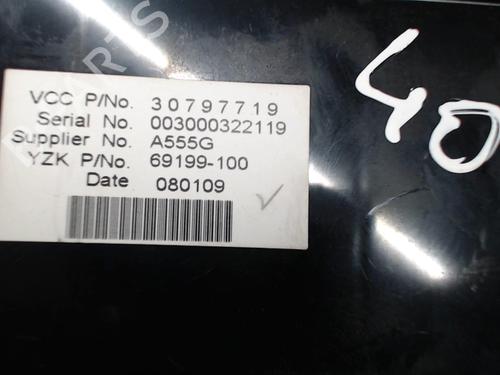 VCC P/No. 30797719
Serial No. 003000322119
Supplier No. A555G
YZK P/No. 69199-100
Date 080109
40